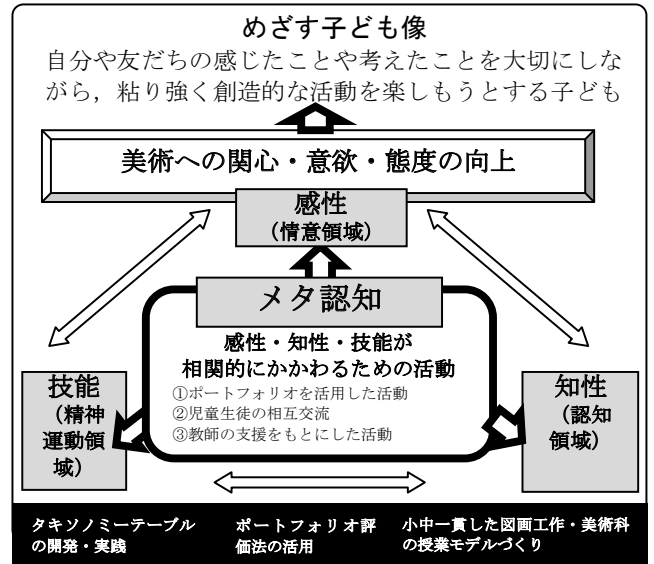 めざす子ども像
自分や友だちの感じたことや考えたことを大切にしな
がら，粘り強く創造的な活動を楽しもうとする子ども
美術への関心・意欲・態度の向上
感性
（情意領域）
メタ認知
感性・知性・技能が
相関的にかかわるための活動
①ポートフォリオを活用した活動
②児童生徒の相互交流
③教師の支援をもとにした活動
技能
（精神
運動領
域）
知性
（認知
領域）
タキソノミーテーブル
の開発・実践
ポートフォリオ評
価法の活用
小中一貫した図画工作・美術科
の授業モデルづくり